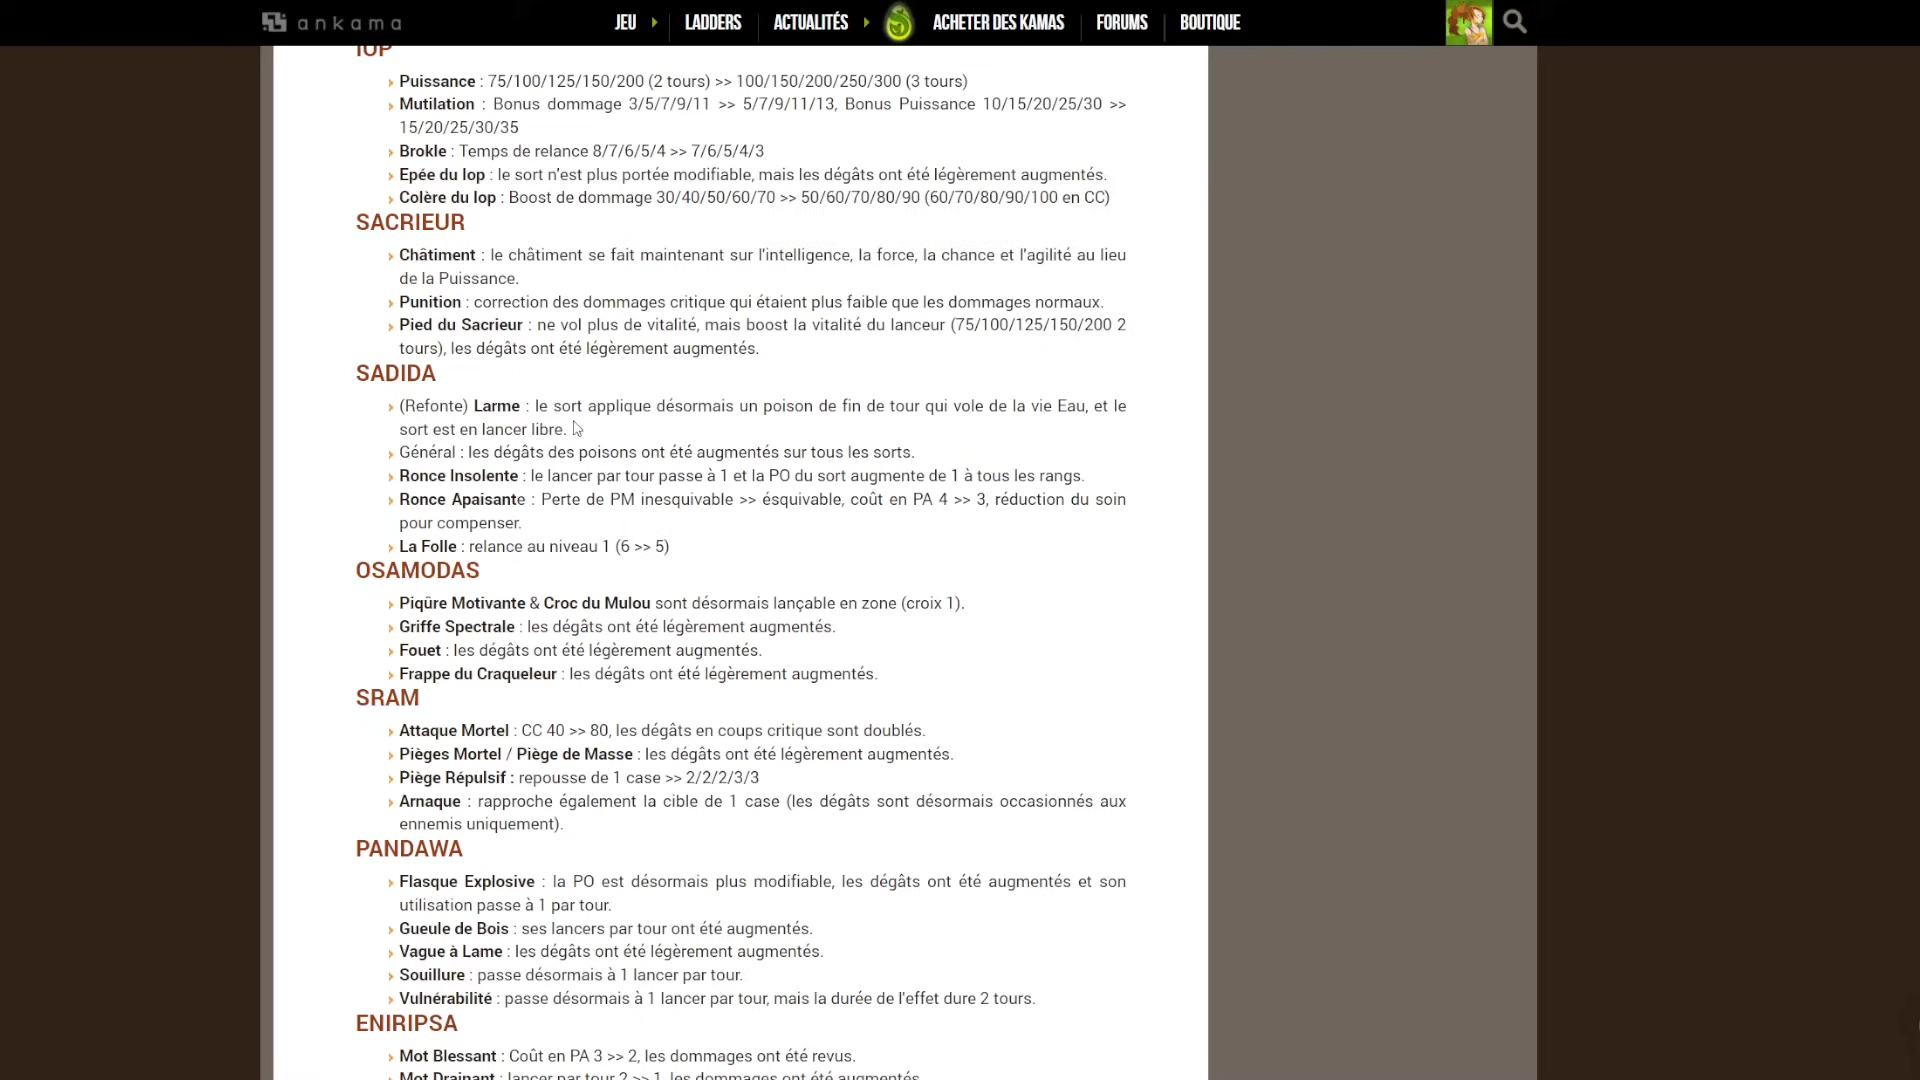 ankama JEU LADDERS ACTUALITÉS ACHETER DES KAMAS FORUMS BOUTIQUE
IOP
Puissance : 75/100/125/150/200 (2 tours) >> 100/150/200/250/300 (3 tours)
Mutilation : Bonus dommage 3/5/7/9/11 >> 5/7/9/11/13, Bonus Puissance 10/15/20/25/30 >>
15/20/25/30/35
Brokle : Temps de relance 8/7/6/5/4 >> 7/6/5/4/3
Epée du Iop : le sort n'est plus portée modifiable, mais les dégâts ont été légèrement augmentés.
Colère du Iop : Boost de dommage 30/40/50/60/70 >> 50/60/70/80/90 (60/70/80/90/100 en CC)
SACRIEUR
Châtiment : le châtiment se fait maintenant sur l'intelligence, la force, la chance et l'agilité au lieu
de la Puissance.
Punition : correction des dommages critique qui étaient plus faible que les dommages normaux.
Pied du Sacrieur : ne vol plus de vitalité, mais boost la vitalité du lanceur (75/100/125/150/200 2
tours), les dégâts ont été légèrement augmentés.
SADIDA
(Refonte) Larme : le sort applique désormais un poison de fin de tour qui vole de la vie Eau, et le
sort est en lancer libre.
Général : les dégâts des poisons ont été augmentés sur tous les sorts.
Ronce Insolente : le lancer par tour passe à 1 et la PO du sort augmente de 1 à tous les rangs.
Ronce Apaisante : Perte de PM inesquivable >> ésquivable, coût en PA 4 >> 3, réduction du soin
pour compenser.
La Folle : relance au niveau 1 (6 >> 5)
OSAMODAS
Piqûre Motivante & Croc du Mulou sont désormais lançable en zone (croix 1).
Griffe Spectrale : les dégâts ont été légèrement augmentés.
Fouet : les dégâts ont été légèrement augmentés.
Frappe du Craqueleur : les dégâts ont été légèrement augmentés.
SRAM
Attaque Mortel : CC 40 >> 80, les dégâts en coups critique sont doublés.
Pièges Mortel / Piège de Masse : les dégâts ont été légèrement augmentés.
Piège Répulsif : repousse de 1 case >> 2/2/2/3/3
Arnaque : rapproche également la cible de 1 case (les dégâts sont désormais occasionnés aux
ennemis uniquement).
PANDAWA
Flasque Explosive : la PO est désormais plus modifiable, les dégâts ont été augmentés et son
utilisation passe à 1 par tour.
Gueule de Bois : ses lancers par tour ont été augmentés.
Vague à Lame : les dégâts ont été légèrement augmentés.
Souillure : passe désormais à 1 lancer par tour.
Vulnérabilité : passe désormais à 1 lancer par tour, mais la durée de l'effet dure 2 tours.
ENIRIPSA
Mot Blessant : Coût en PA 3 >> 2, les dommages ont été revus.
Mot Drainant : lancer par tour 2 >> 1, les dommages ont été augmentés